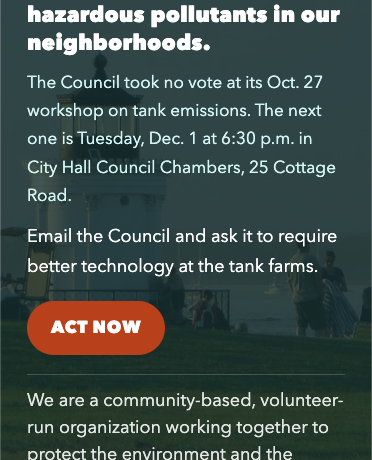 hazardous pollutants in our
neighborhoods.
The Council took no vote at its Oct. 27
workshop on tank emissions. The next
one is Tuesday, Dec. 1 at 6:30 p.m. in
City Hall Council Chambers, 25 Cottage
Road.
Email the Council and ask it to require
better technology at the tank farms.
ACT NOW
We are a community-based, volunteer-
run organization working together to
protect the environment and the